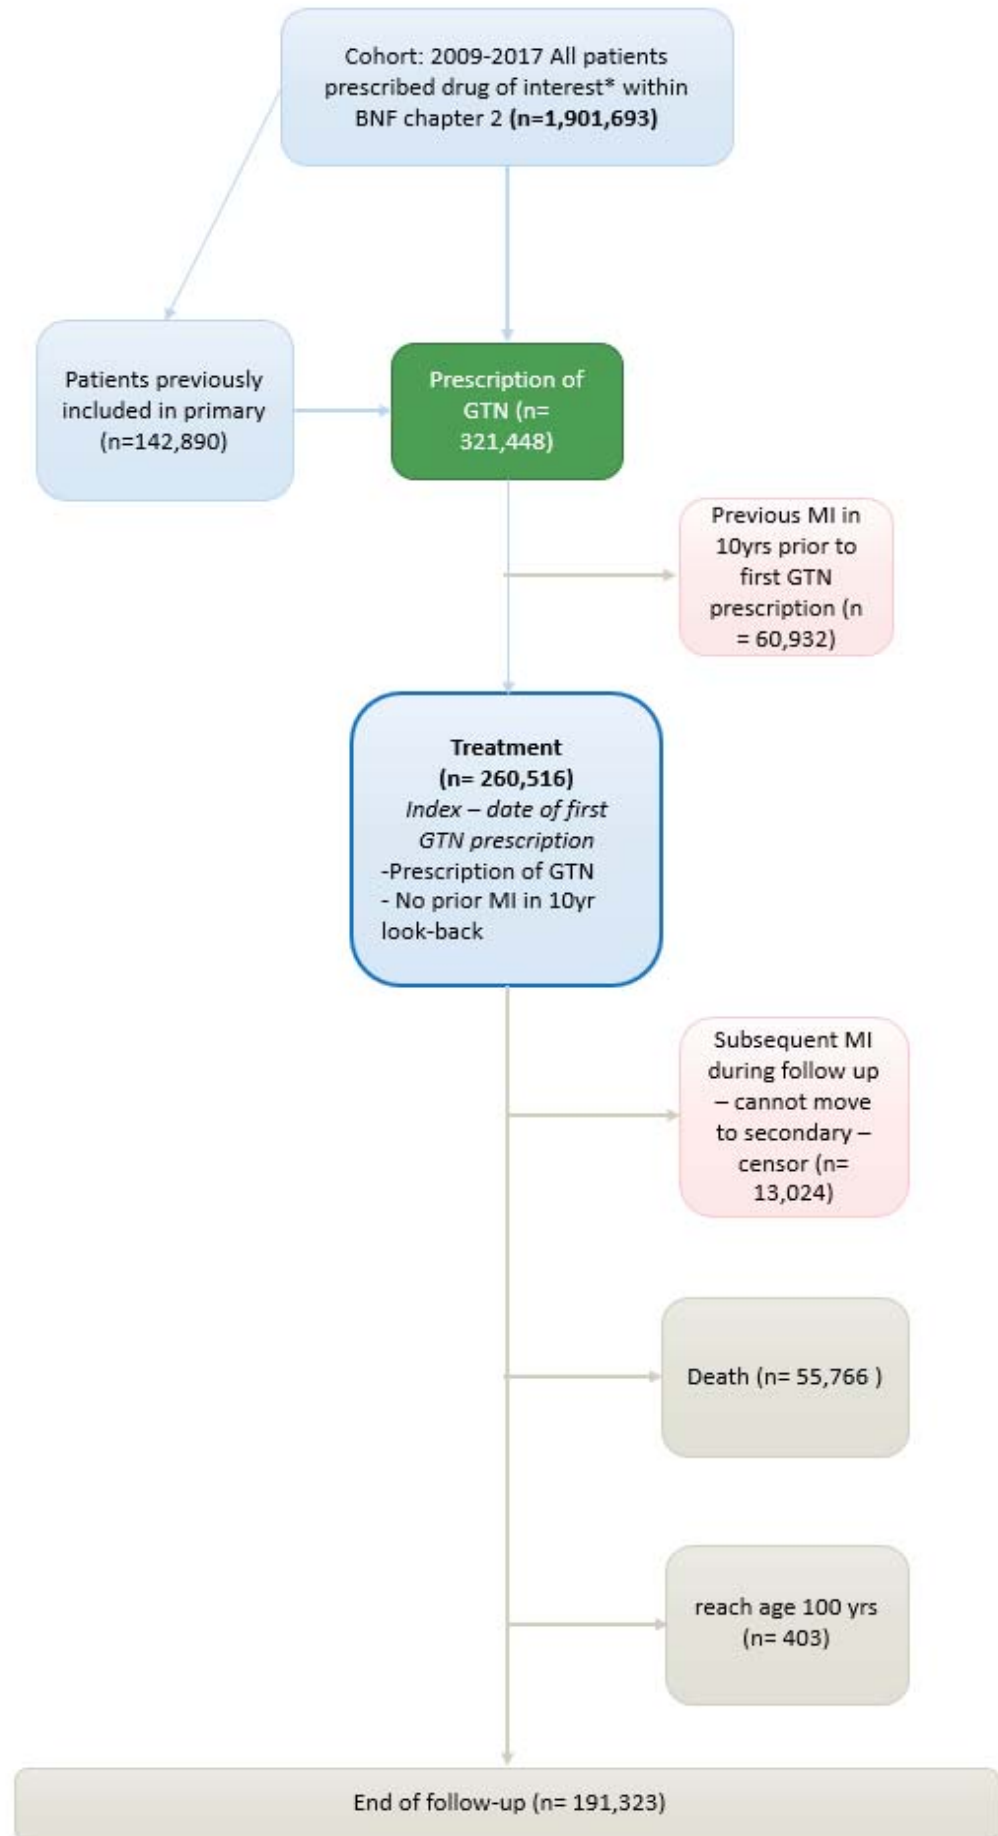 Cohort: 2009-2017 All patients
prescribed drug of interest* within
BNF chapter 2 (n=1,901,693)
Patients previously
included in primary
(n=142,890)
Prescription of
GTN (n=
321,448)
Previous MI in
10yrs prior to
first GTN
prescription (n
= 60,932)
Treatment
(n= 260,516)
Index – date of first
GTN prescription
-Prescription of GTN
- No prior MI in 10yr
look-back
Subsequent MI
during follow up
– cannot move
to secondary –
censor (n=
13,024)
Death (n= 55,766 )
reach age 100 yrs
(n= 403)
End of follow-up (n= 191,323)